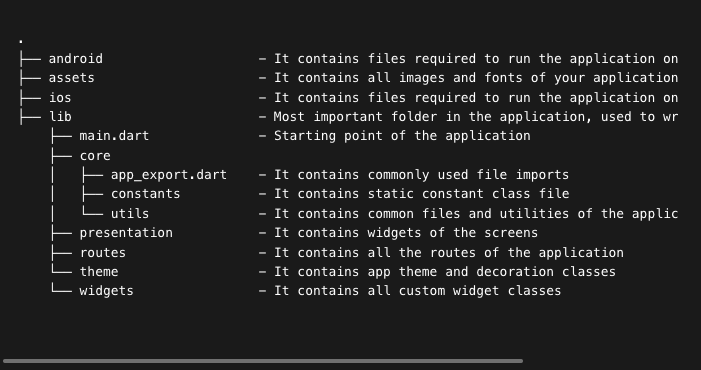 .
├── android                    - It contains files required to run the application on
├── assets                     - It contains all images and fonts of your application
├── ios                        - It contains files required to run the application on
├── lib                        - Most important folder in the application, used to wr
    ├── main.dart              - Starting point of the application
    ├── core
    │   ├── app_export.dart    - It contains commonly used file imports
    │   ├── constants          - It contains static constant class file
    │   └── utils              - It contains common files and utilities of the applic
    ├── presentation           - It contains widgets of the screens
    ├── routes                 - It contains all the routes of the application
    └── theme                  - It contains app theme and decoration classes
    └── widgets                - It contains all custom widget classes